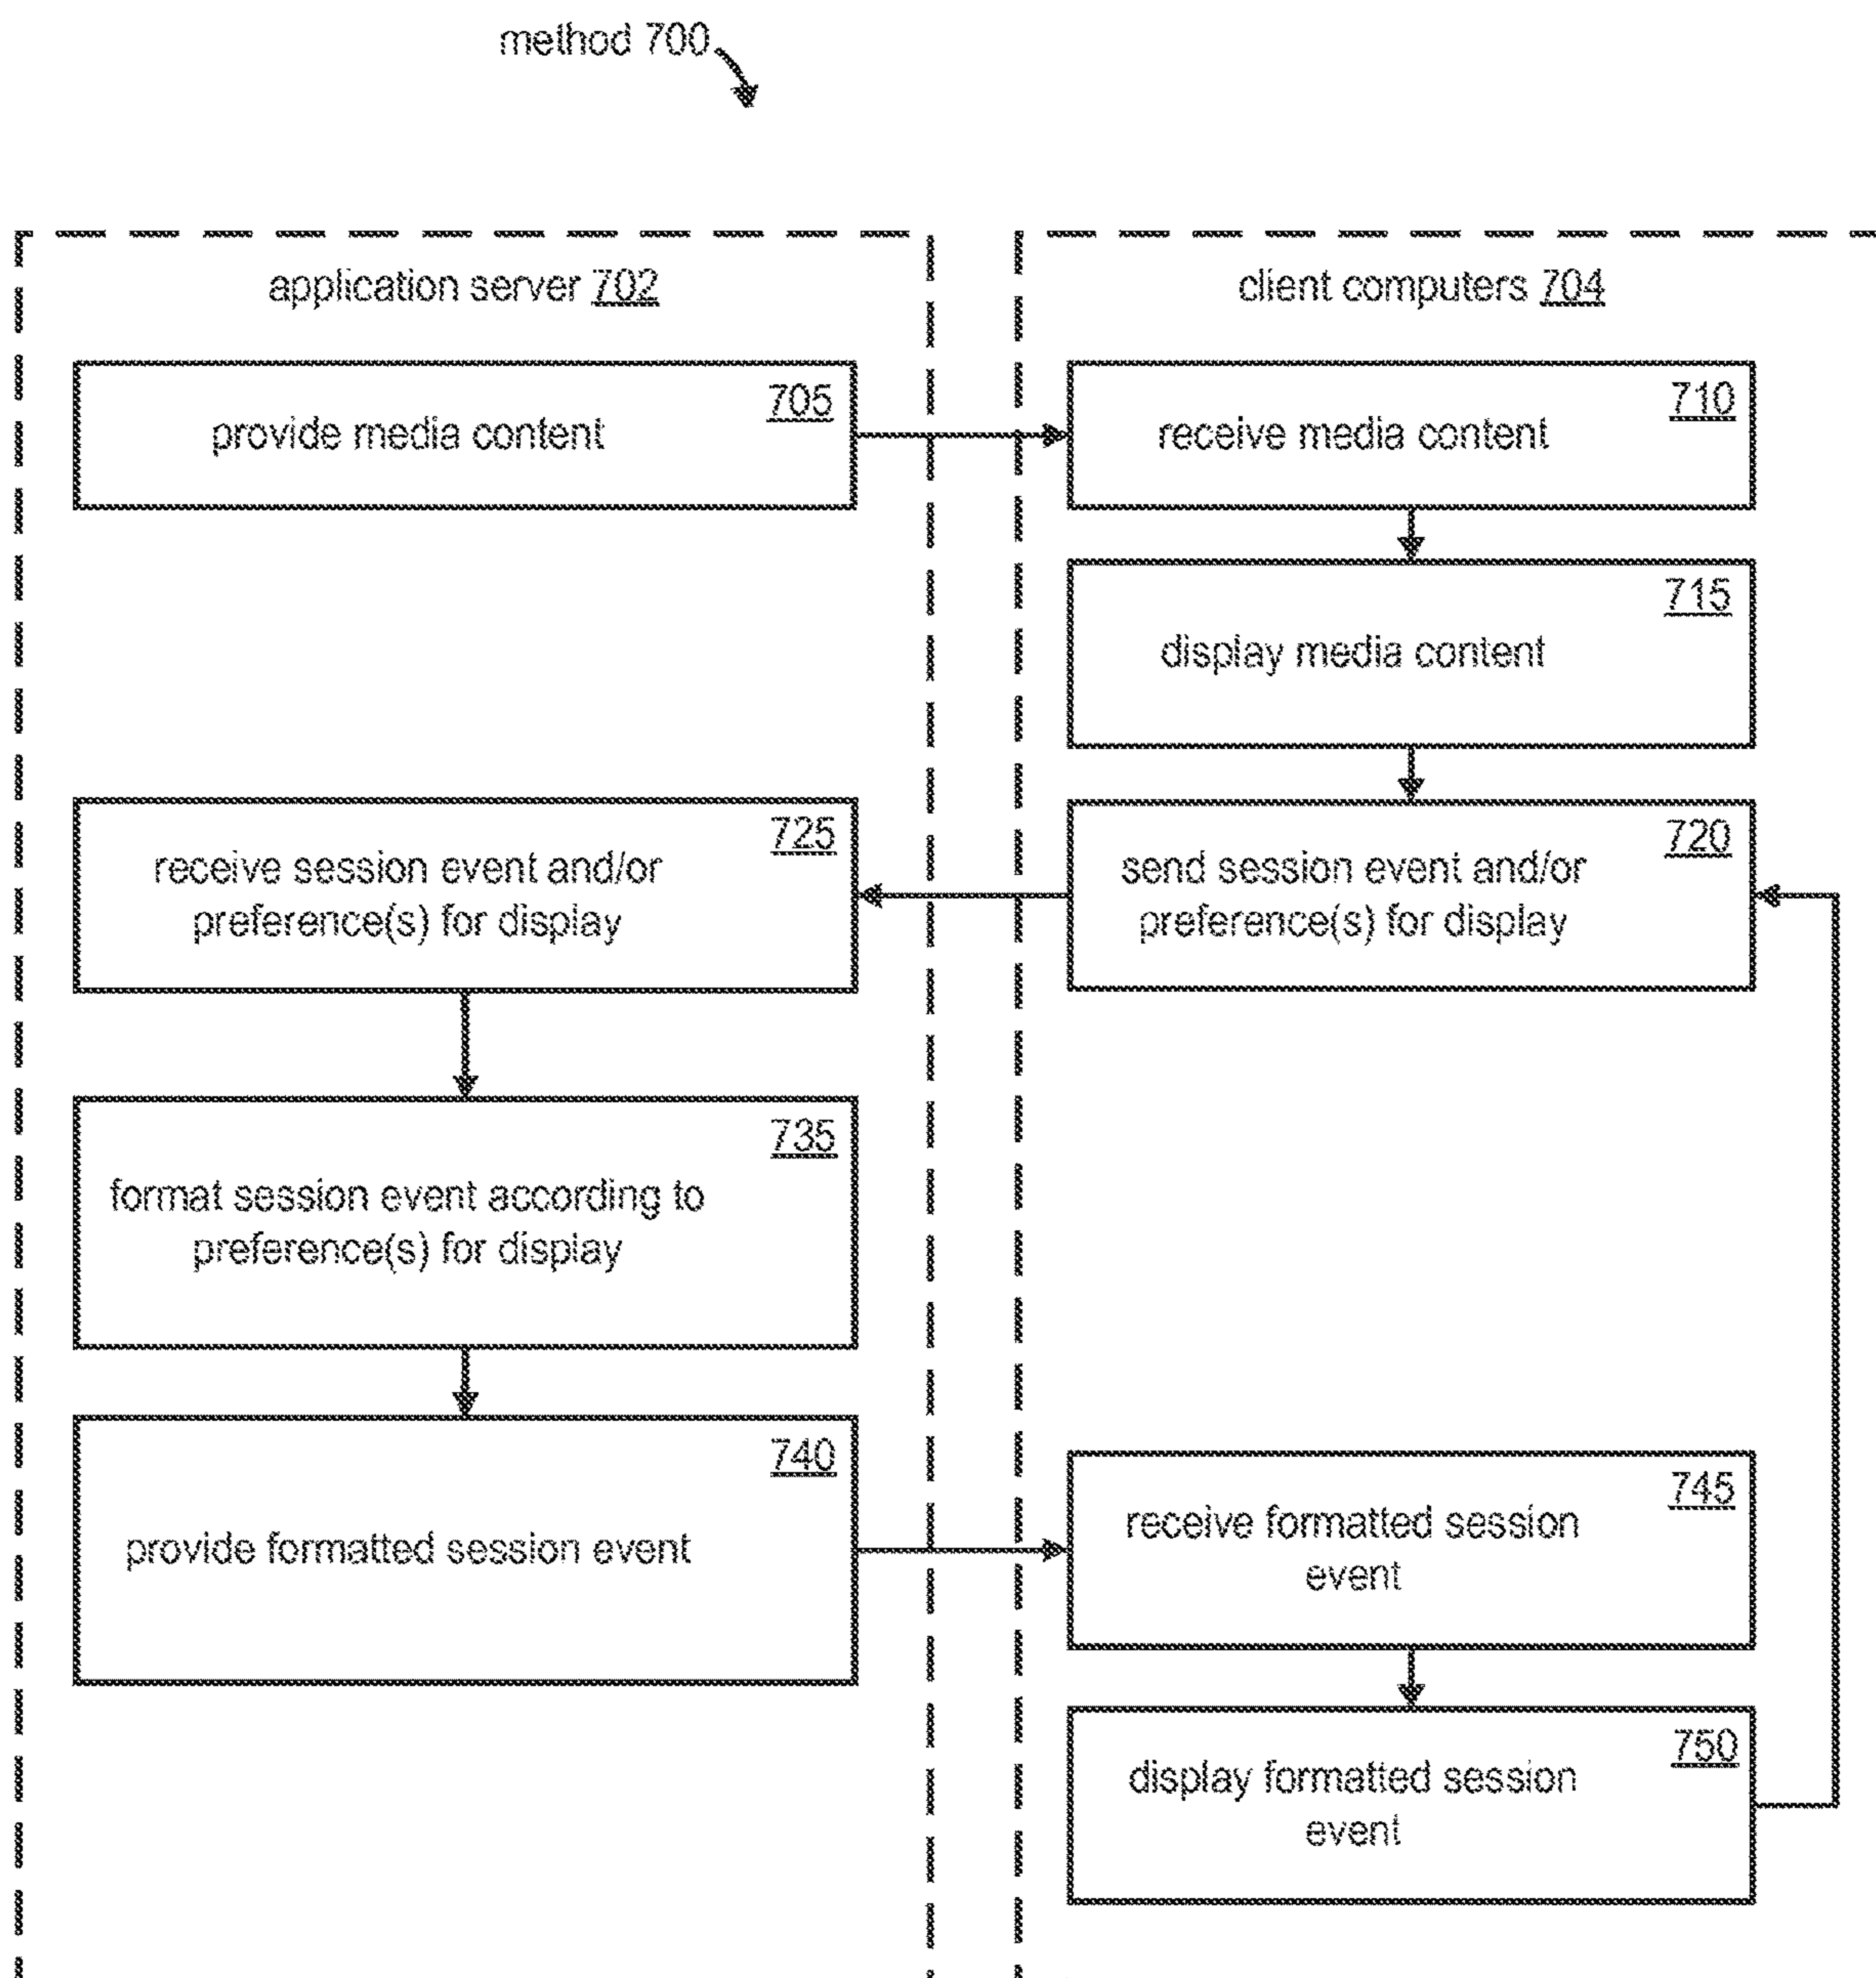 method 700
application server 702
client computers 704
705
provide media content
710
receive media content
715
display media content
720
send session event and/or
preference(s) for display
725
receive session event and/or
preference(s) for display
735
format session event according to
preference(s) for display
740
provide formatted session event
745
receive formatted session
event
750
display formatted session
event